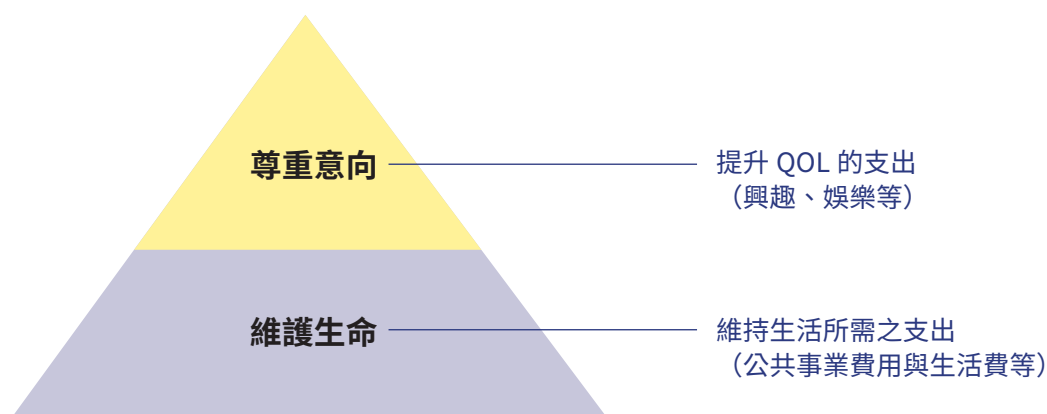 尊重意向
提升 QOL 的支出
（興趣、娛樂等）
維護生命
維持生活所需之支出
（公共事業費用與生活費等）